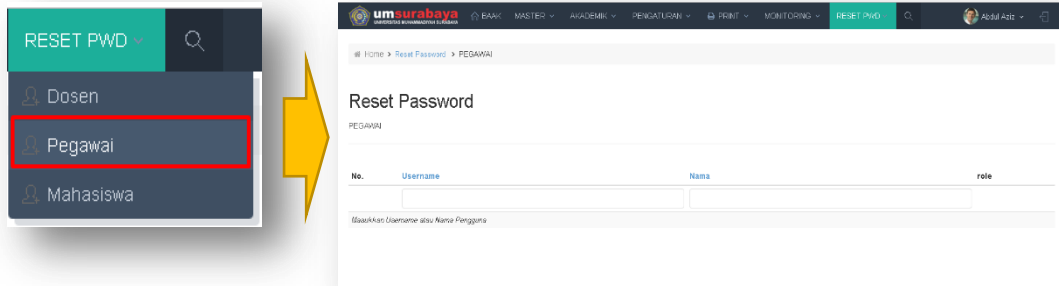 RESET PWD
Dosen
Pegawai
Mahasiswa
umsurabaya
UNIVERSITAS MUHAMMADIYAH SURABAYA
BAAK MASTER AKADEMIK PENGATURAN PRINT MONITORING RESET PWD Abdul Aziz
Home > Reset Password > PEGAWAI
Reset Password
PEGAWAI
No. Username Nama role
Masukkan Username atau Nama Pengguna